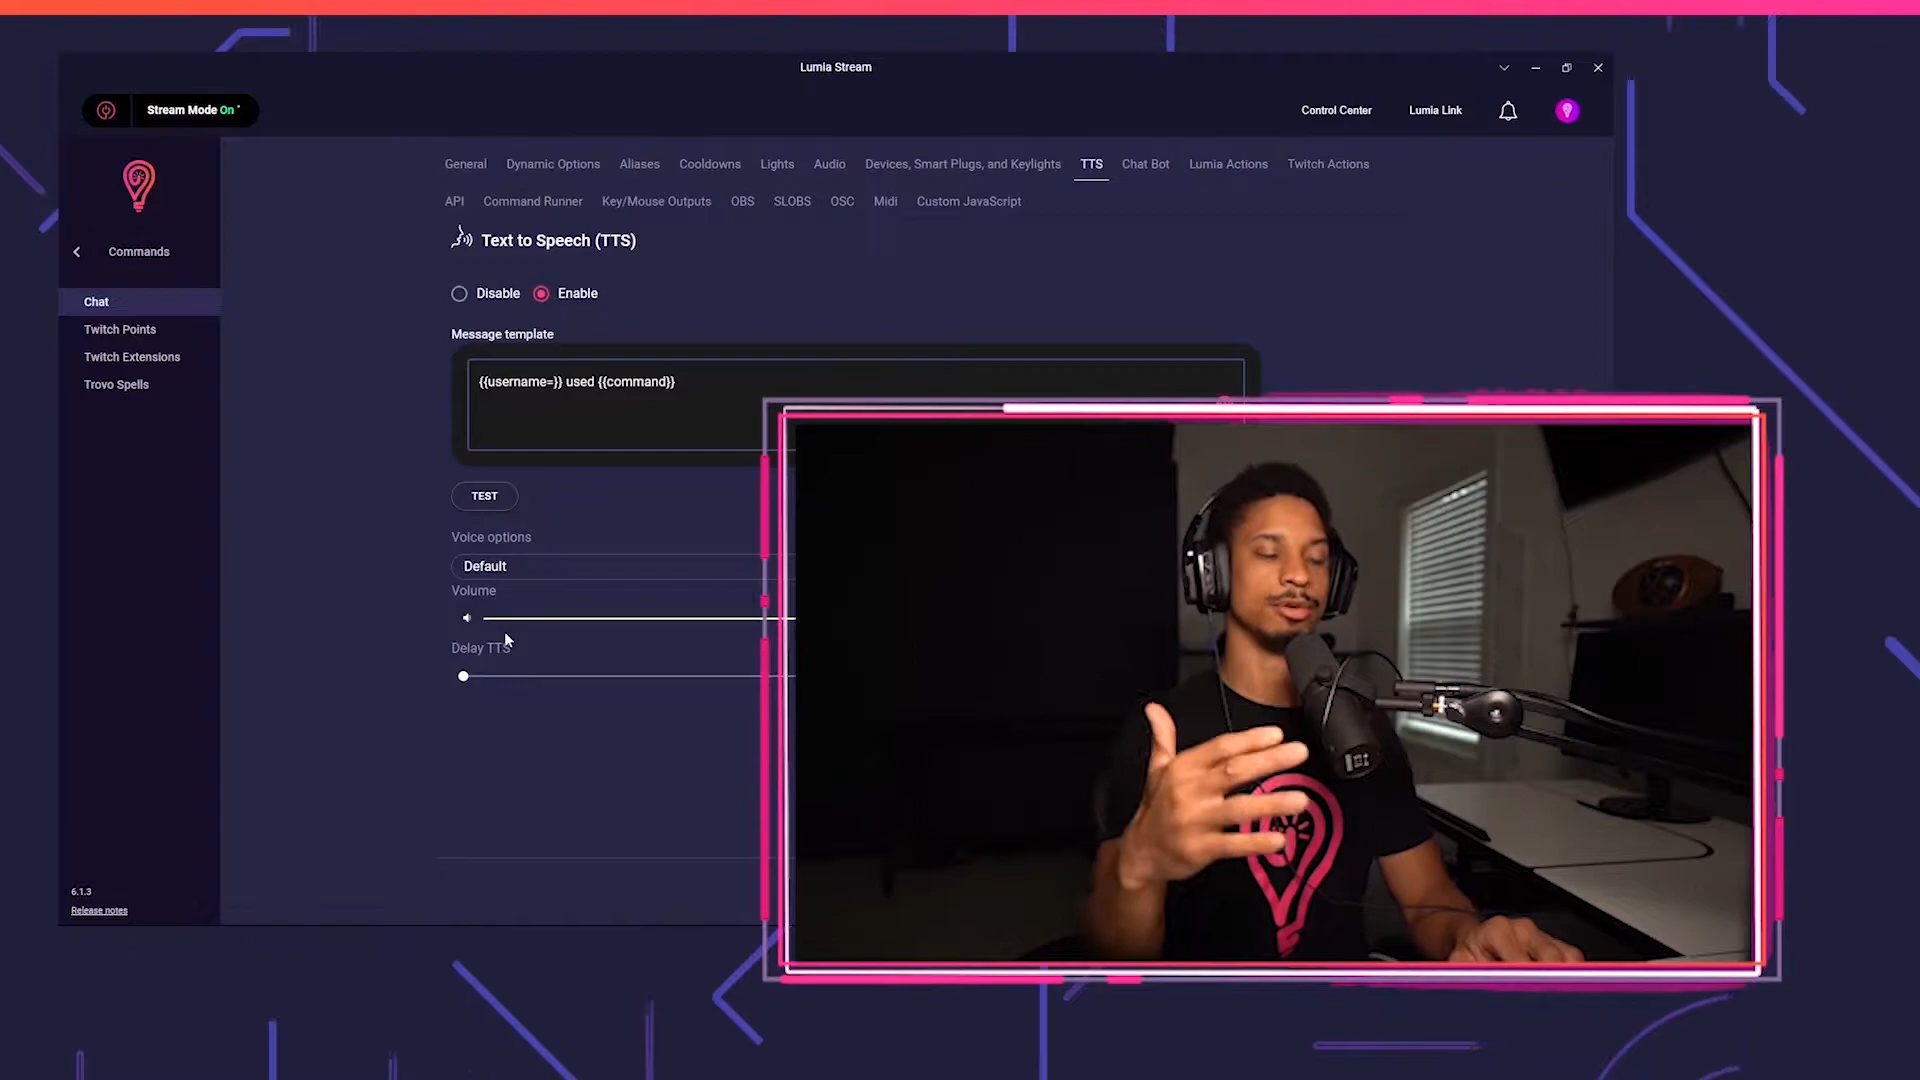 Lumia Stream
Stream Mode On
Control Center
Lumia Link
General
Dynamic Options
Aliases
Cooldowns
Lights
Audio
Devices, Smart Plugs, and Keylights
TTS
Chat Bot
Lumia Actions
Twitch Actions
API
Command Runner
Key/Mouse Outputs
OBS
SLOBS
OSC
Midi
Custom JavaScript
Commands
Chat
Twitch Points
Twitch Extensions
Trovo Spells
Text to Speech (TTS)
Disable
Enable
Message template
{{username=}} used {{command}}
TEST
Voice options
Default
Volume
Delay TTS
6.1.3
Release notes